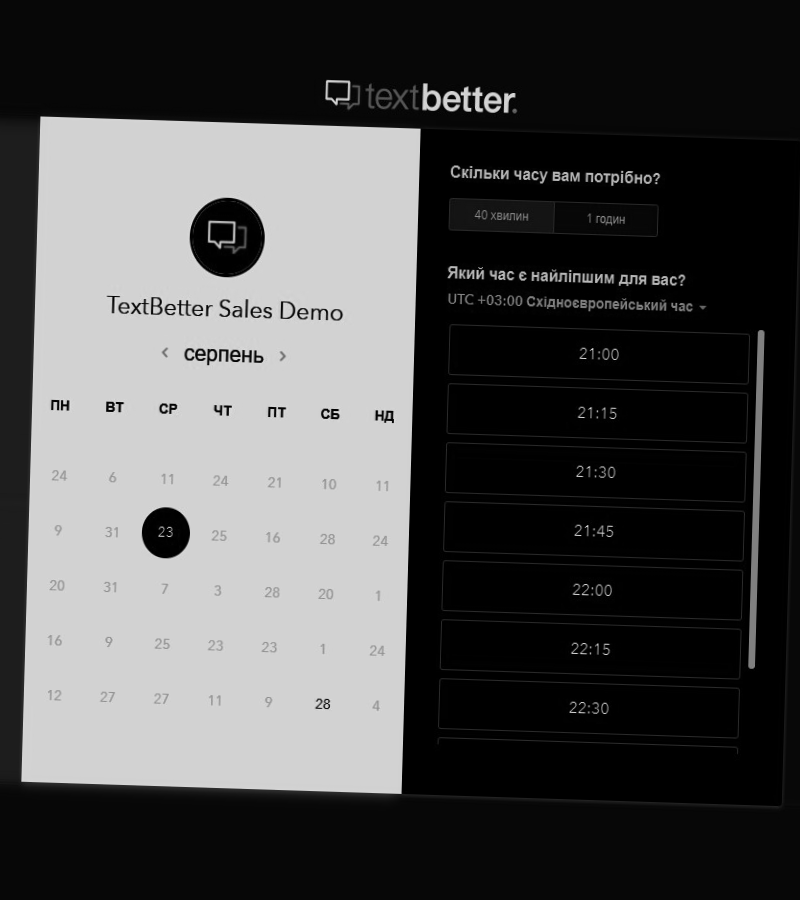 textbetter.
TextBetter Sales Demo
серпень
ПН ВТ СР ЧТ ПТ СБ НД
24 6 11 24 21 10 11
9 31 23 25 16 28 24
20 31 7 3 28 20 1
16 9 25 23 23 1 24
12 27 27 11 9 28 4
Скільки часу вам потрібно?
40 хвилин 1 годин
Який час є найліпшим для вас?
UTC +03:00 Східноєвропейський час
21:00
21:15
21:30
21:45
22:00
22:15
22:30